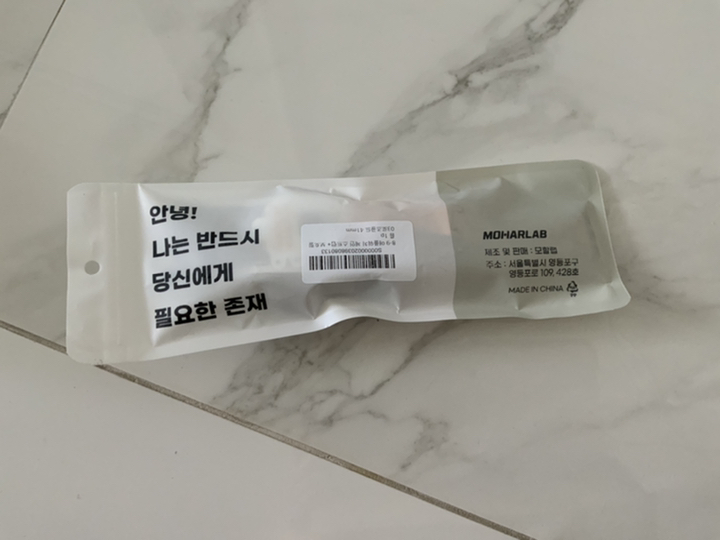 안녕!
나는 반드시
당신에게
필요한 존재
MOHARLAB
제조 및 판매 : 모할랩
주소 : 서울특별시 영등포구
영등포로 109, 428호
MADE IN CHINA